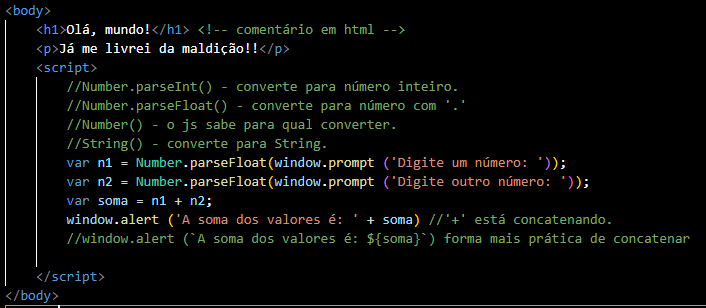 <body>
<h1>Olá, mundo!</h1> <!-- comentário em html -->
<p>Já me livrei da maldição!!</p>
<script>
//Number.parseInt() - converte para número inteiro.
//Number.parseFloat() - converte para número com '.'
//Number() - o js sabe para qual converter.
//String() - converte para String.
var n1 = Number.parseFloat(window.prompt ('Digite um número: '));
var n2 = Number.parseFloat(window.prompt ('Digite outro número: '));
var soma = n1 + n2;
window.alert ('A soma dos valores é: ' + soma) //'+' está concatenando.
//window.alert (`A soma dos valores é: ${soma}`) forma mais prática de concatenar
</script>
</body>